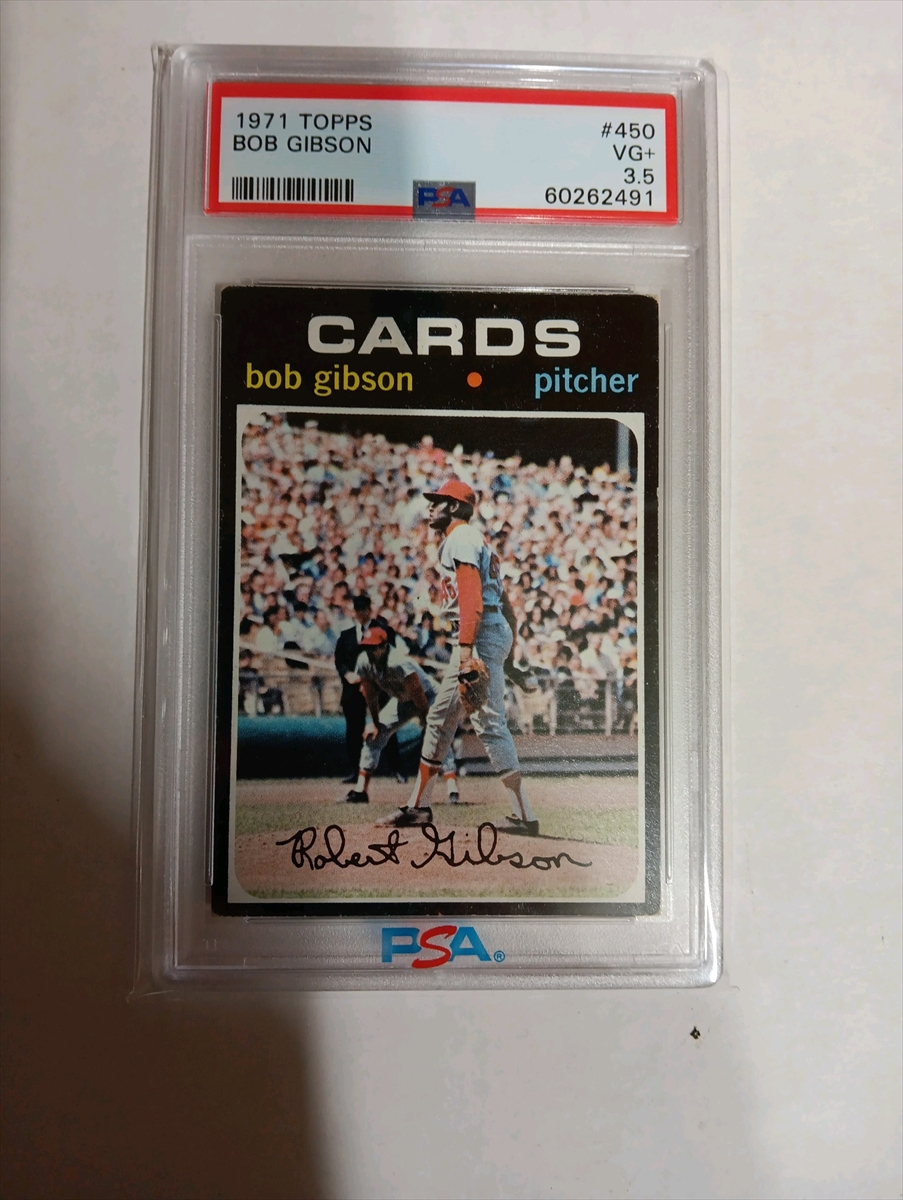 1971 TOPPS
BOB GIBSON
#450
VG+
3.5
60262491
PSA
CARDS
bob gibson • pitcher
Robert Gibson
PSA®